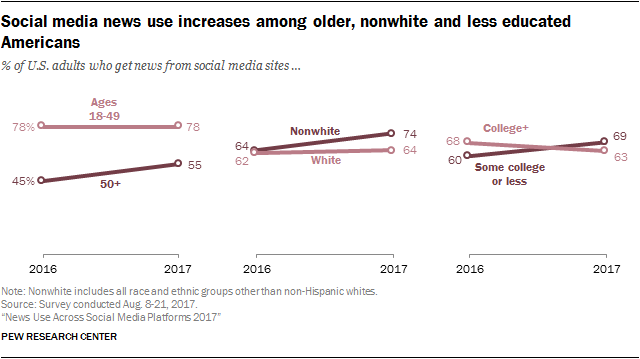 Social media news use increases among older, nonwhite and less educated
Americans
% of U.S. adults who get news from social media sites ...
Ages
18-49
78%
78
45%
50+
55
2016
2017
Nonwhite
64
74
62
White
64
2016
2017
College+
68
69
60
Some college
or less
63
2016
2017
Note: Nonwhite includes all race and ethnic groups other than non-Hispanic whites.
Source: Survey conducted Aug. 8-21, 2017.
“News Use Across Social Media Platforms 2017”
PEW RESEARCH CENTER